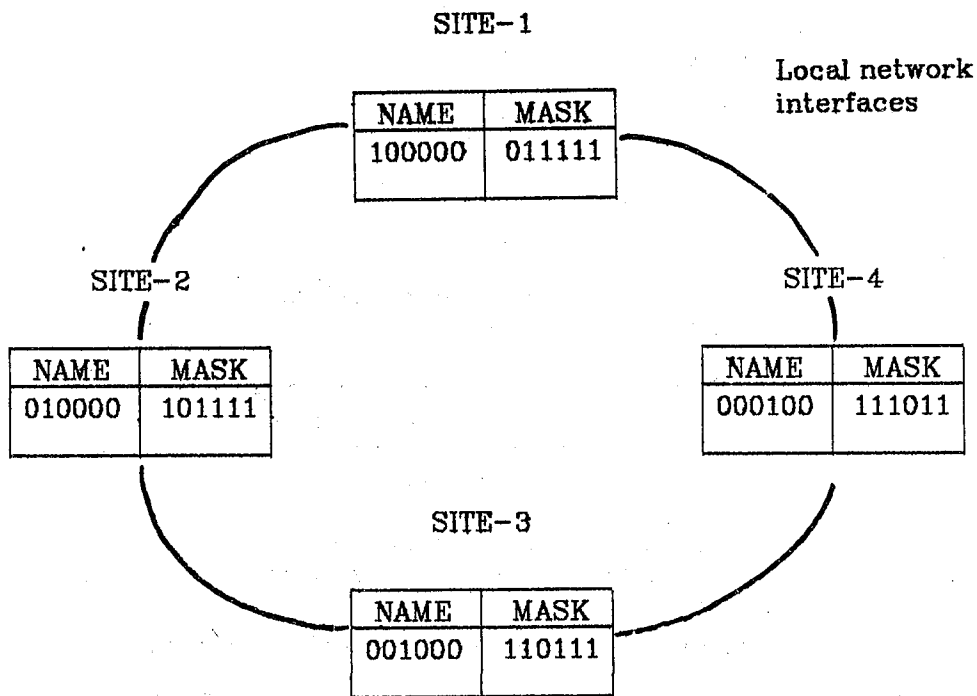 SITE-1
Local network
interfaces
NAME MASK
100000 011111
SITE-2
NAME MASK
010000 101111
SITE-4
NAME MASK
000100 111011
SITE-3
NAME MASK
001000 110111